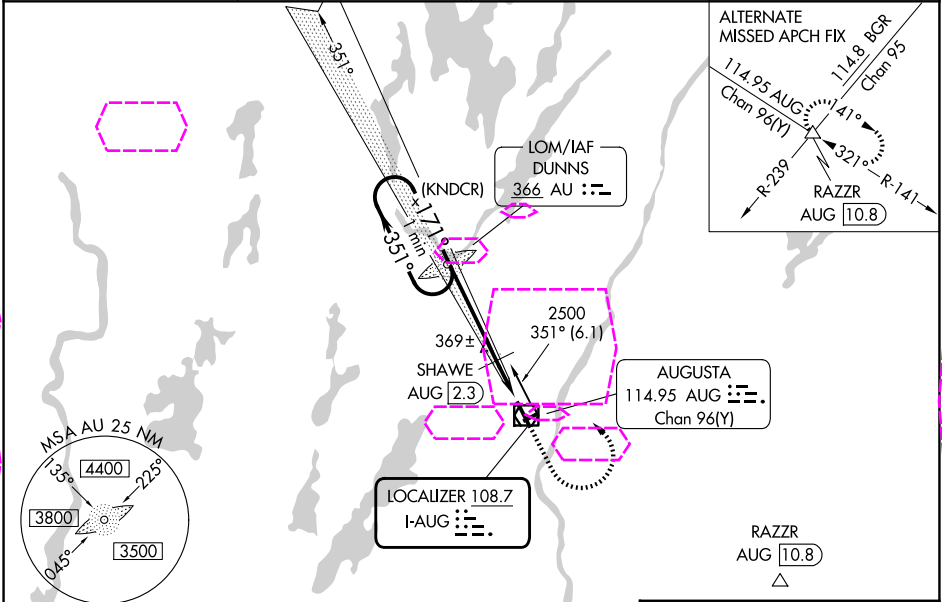 ALTERNATE
MISSED APCH FIX
114.8 BGR
Chan 95
114.95 AUG
Chan 96(Y)
141°
321°
R-141
R-239
RAZZR
AUG 10.8
351°
LOM/IAF
DUNNS
366 AU
(KNDCR)
171°
1 min
351°
2500
351° (6.1)
369±
SHAWE
AUG 2.3
AUGUSTA
114.95 AUG
Chan 96(Y)
MSA AU 25 NM
135°
4400
225°
3800
3500
045°
LOCALIZER 108.7
I-AUG
RAZZR
AUG 10.8